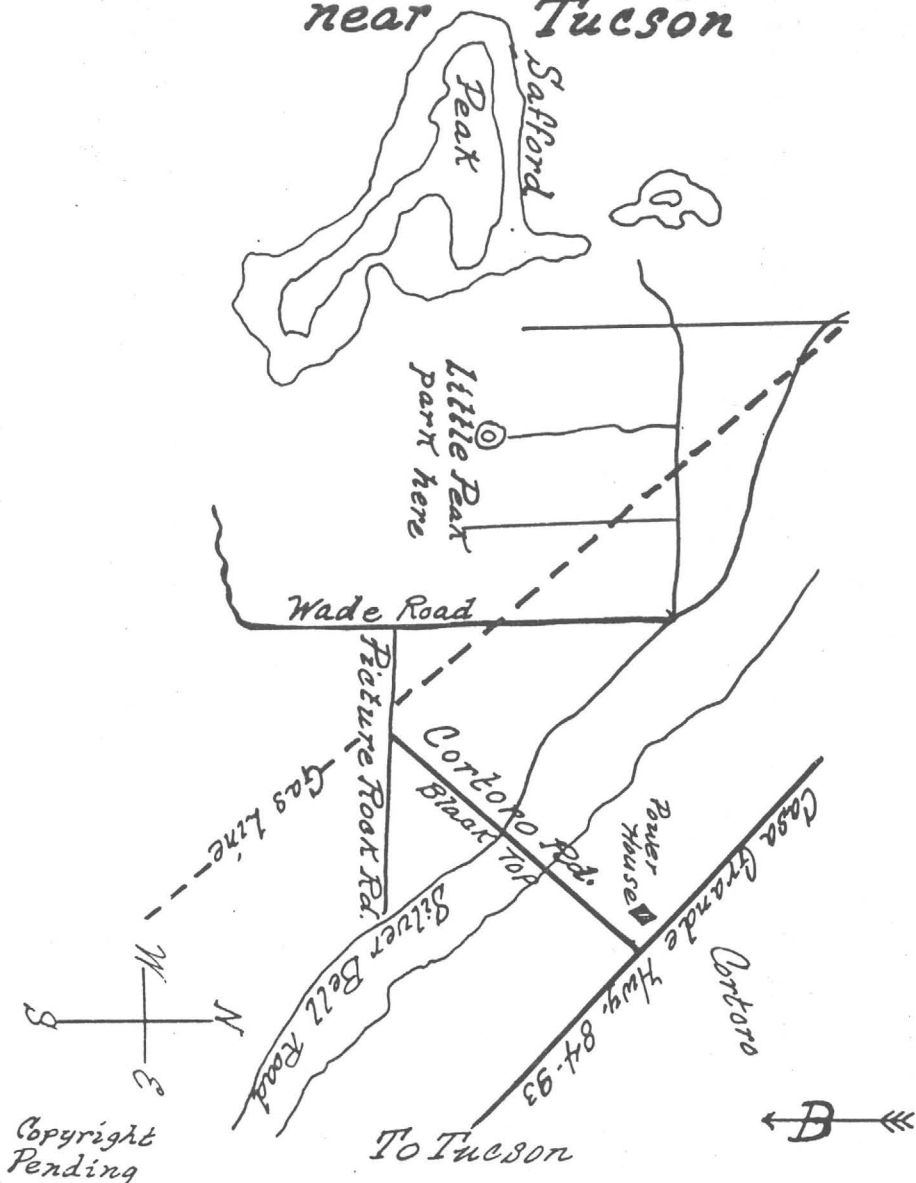 near Tucson
Safford
Peak
Little Peak
park here
Wade Road
Picture Rock Rd.
Cortoro Rd.
Black Top
Power
House
Casa Grande Hwy. 84-93
Cortoro
Gas Line
Silver Bell Road
W
S N
E
B
Copyright
Pending
To Tucson